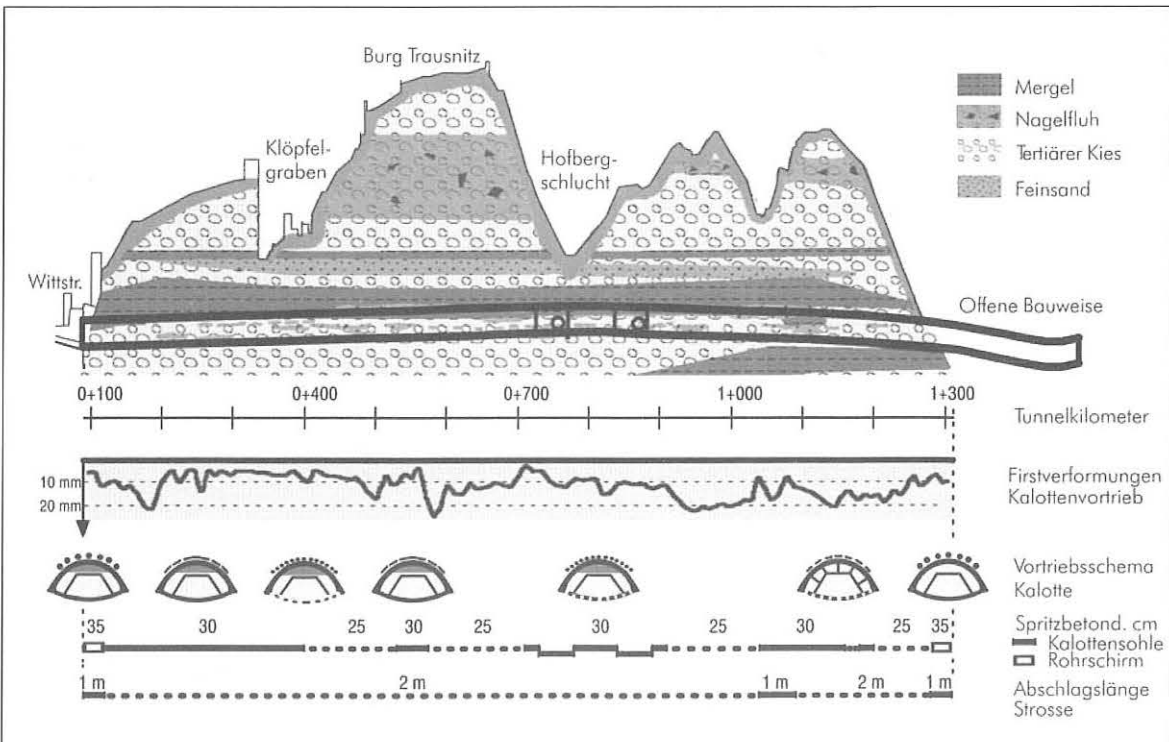 Burg Trausnitz
Klöpfel-
graben
Hofberg-
schlucht
Wittstr.
Mergel
Nagelfluh
Tertiärer Kies
Feinsand
Offene Bauweise
0+100 0+400 0+700 1+000 1+300
Tunnelkilometer
10 mm
20 mm
Firstverformungen
Kalottenvortrieb
Vortriebsschema
Kalotte
35 30 25 30 25 30 25 30 25 35
Spritzbetond. cm
Kalottensohle
Rohrschirm
1 m 2 m 1 m 2 m 1 m
Abschlagslänge
Strosse